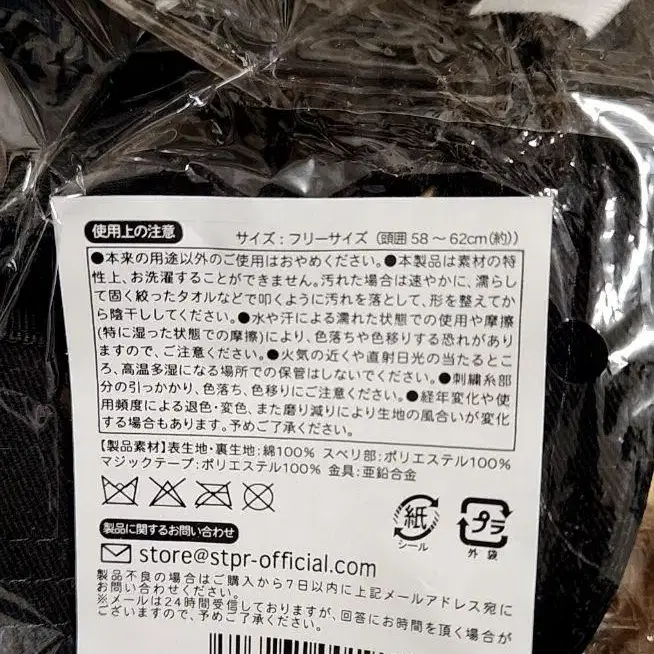 使用上の注意
サイズ：フリーサイズ（頭囲 58 ～ 62cm（約））
●本来の用途以外のご使用はおやめください。●本製品は素材の特
性上、お洗濯することができません。汚れた場合は速やかに、濡らし
て固く絞ったタオルなどで叩くように汚れを落として、形を整えてか
ら陰干ししてください。●水や汗による濡れた状態での使用や摩擦
（特に湿った状態での摩擦）により、色落ちや色移りする恐れがあり
ますので、ご注意ください。●火気の近くや直射日光の当たるとこ
ろ、高温多湿になる場所での保管はしないでください。●刺繍糸部
分の引っかかり、色落ち、色移りにご注意ください。●経年変化や使
用頻度による退色・変色、また磨り減りにより生地の風合いが変化
する場合もあります。予めご了承ください。
【製品素材】表生地・裏生地：綿100% スベリ部：ポリエステル100%
マジックテープ：ポリエステル100% 金具：亜鉛合金
紙
シール
プラ
外袋
製品に関するお問い合わせ
store@stpr-official.com
製品不良の場合はご購入から7日以内に上記メールアドレス宛に
お問い合わせください。
※メールは24時間受信しておりますが、回答にお時間を頂く場合が
ございますので、予めご了承ください。